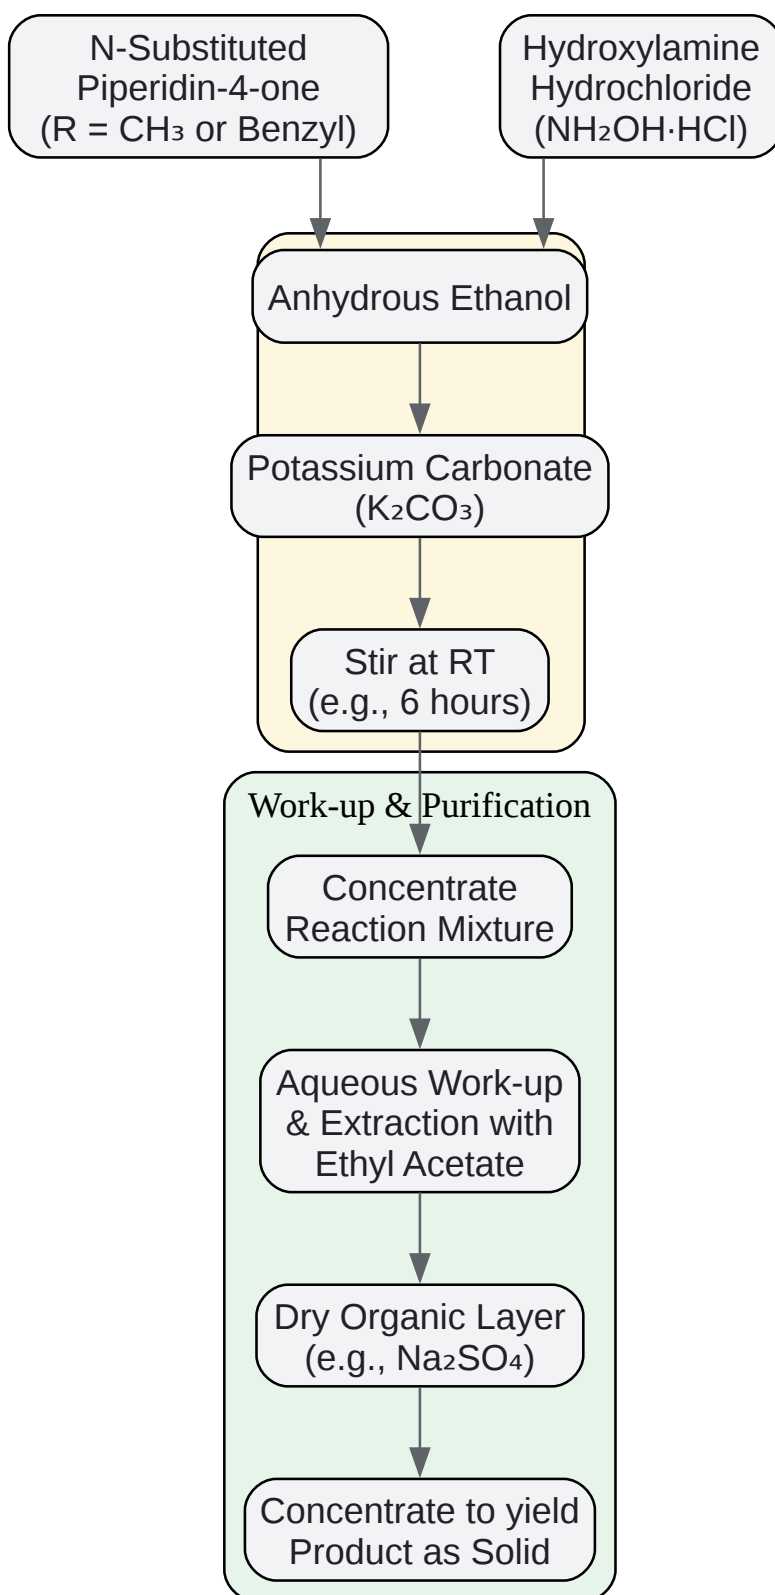 N-Substituted
Piperidin-4-one
(R = CH₃ or Benzyl)
Hydroxylamine
Hydrochloride
(NH₂OH·HCl)
Anhydrous Ethanol
Potassium Carbonate
(K₂CO₃)
Stir at RT
(e.g., 6 hours)
Work-up & Purification
Concentrate
Reaction Mixture
Aqueous Work-up
& Extraction with
Ethyl Acetate
Dry Organic Layer
(e.g., Na₂SO₄)
Concentrate to yield
Product as Solid